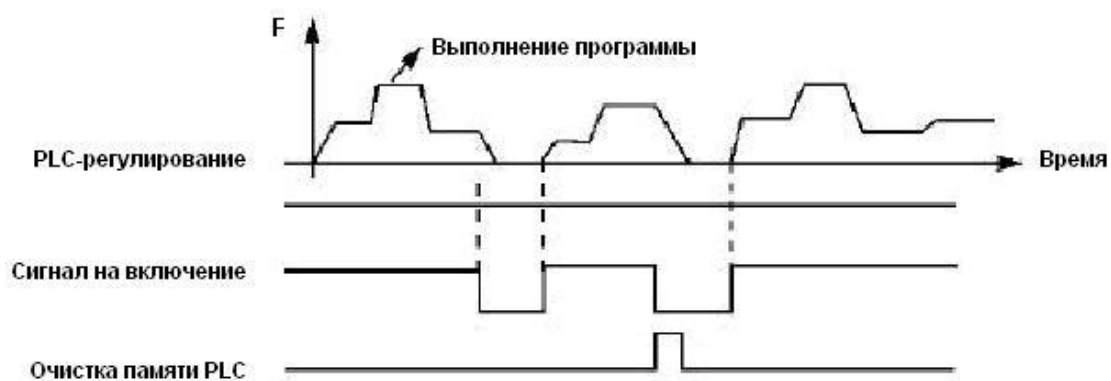 F
Выполнение программы
PLC-регулирование
Время
Сигнал на включение
Очистка памяти PLC